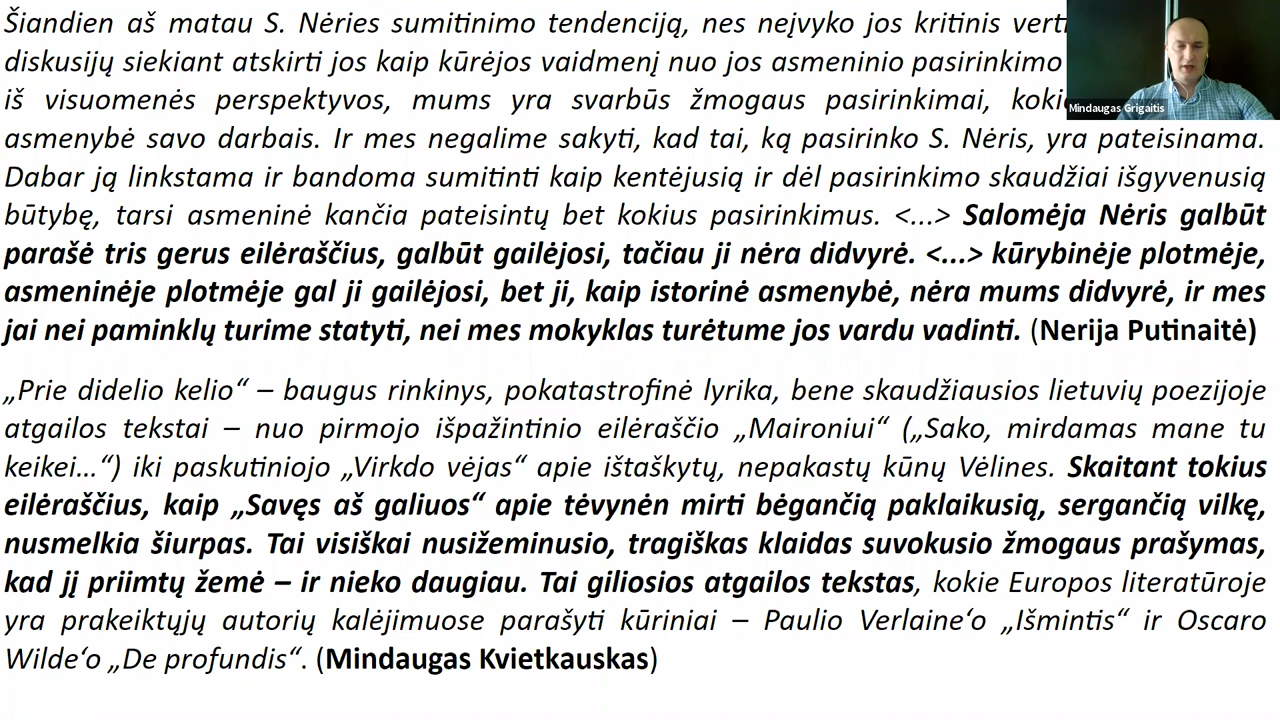 Šiandien aš matau S. Nėries sumitinimo tendenciją, nes neįvyko jos kritinis
diskusijų siekiant atskirti jos kaip kūrėjos vaidmenį nuo jos asmeninio pasirinkimo
iš visuomenės perspektyvos, mums yra svarbūs žmogaus pasirinkimai,
asmenybė savo darbais. Ir mes negalime sakyti, kad tai, ką pasirinko S. Nėris, yra pateisinama.
Dabar ją linkstama ir bandoma sumitinti kaip kentėjusią ir dėl pasirinkimo skaudžiai išgyvenusią
būtybę, tarsi asmeninė kančia pateisintų bet kokius pasirinkimus. <...> Salomėja Nėris galbūt
parašė tris gerus eilėraščius, galbūt gailėjosi, tačiau ji nėra didvyrė. <...> kūrybinėje plotmėje,
asmeninėje plotmėje gal ji gailėjosi, bet ji, kaip istorinė asmenybė, nėra mums didvyrė, ir mes
jai nei paminklų turime statyti, nei mes mokyklas turėtume jos vardu vadinti. (Nerija Putinaitė)
„Prie didelio kelio“ – baugus rinkinys, pokatastrofinė lyrika, bene skaudžiausios lietuvių poezijoje
atgailos tekstai – nuo pirmojo išpažintinio eilėraščio „Maironiui“ („Sako, mirdamas mane tu
keikei...“) iki paskutiniojo „Virkdo vėjas“ apie ištaškytų, nepakastų kūnų Vėlines. Skaitant tokius
eilėraščius, kaip „Savęs aš galiuos“ apie tėvynėn mirti bėgančią paklaikusią, sergančią vilkę,
nusmelkia šiurpas. Tai visiškai nusižeminusio, tragiškas klaidas suvokusio žmogaus prašymas,
kad jį priimtų žemė – ir nieko daugiau. Tai giliosios atgailos tekstas, kokie Europos literatūroje
yra prakeiktųjų autorių kalėjimuose parašyti kūriniai – Paulio Verlaine‘o „Išmintis“ ir Oscaro
Wilde‘o „De profundis“. (Mindaugas Kvietkauskas)
Mindaugas Grigaitis